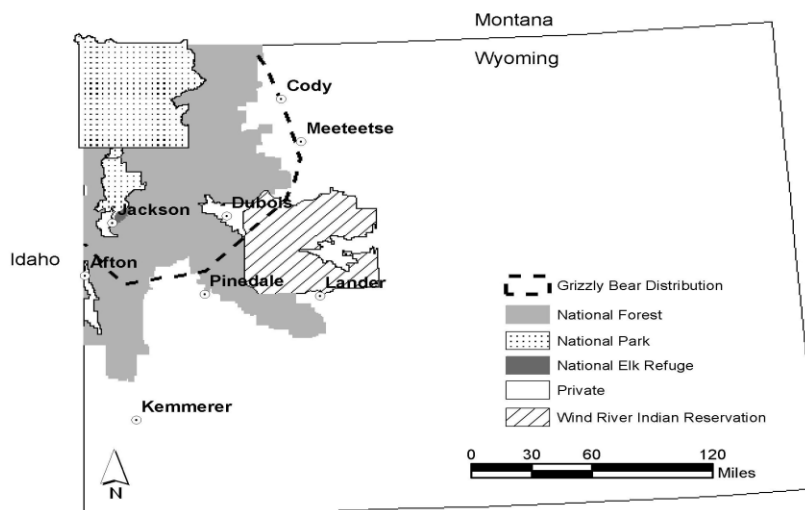 Montana
Wyoming
Cody
Meeteetse
Dubois
Jackson
Idaho
Afton
Pinedale
Lander
Kemmerer
N
Grizzly Bear Distribution
National Forest
National Park
National Elk Refuge
Private
Wind River Indian Reservation
0 30 60 120
Miles